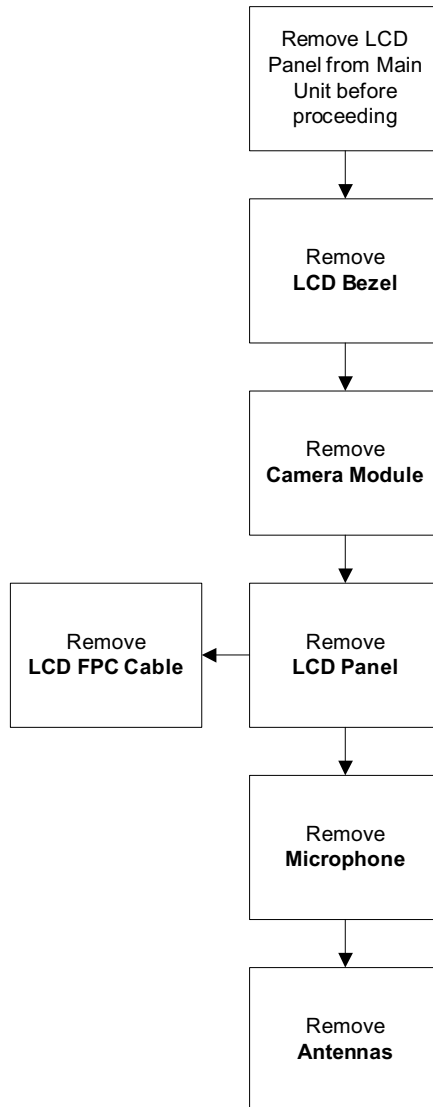 Remove LCD
Panel from Main
Unit before
proceeding
Remove
LCD Bezel
Remove
Camera Module
Remove
LCD FPC Cable
Remove
LCD Panel
Remove
Microphone
Remove
Antennas